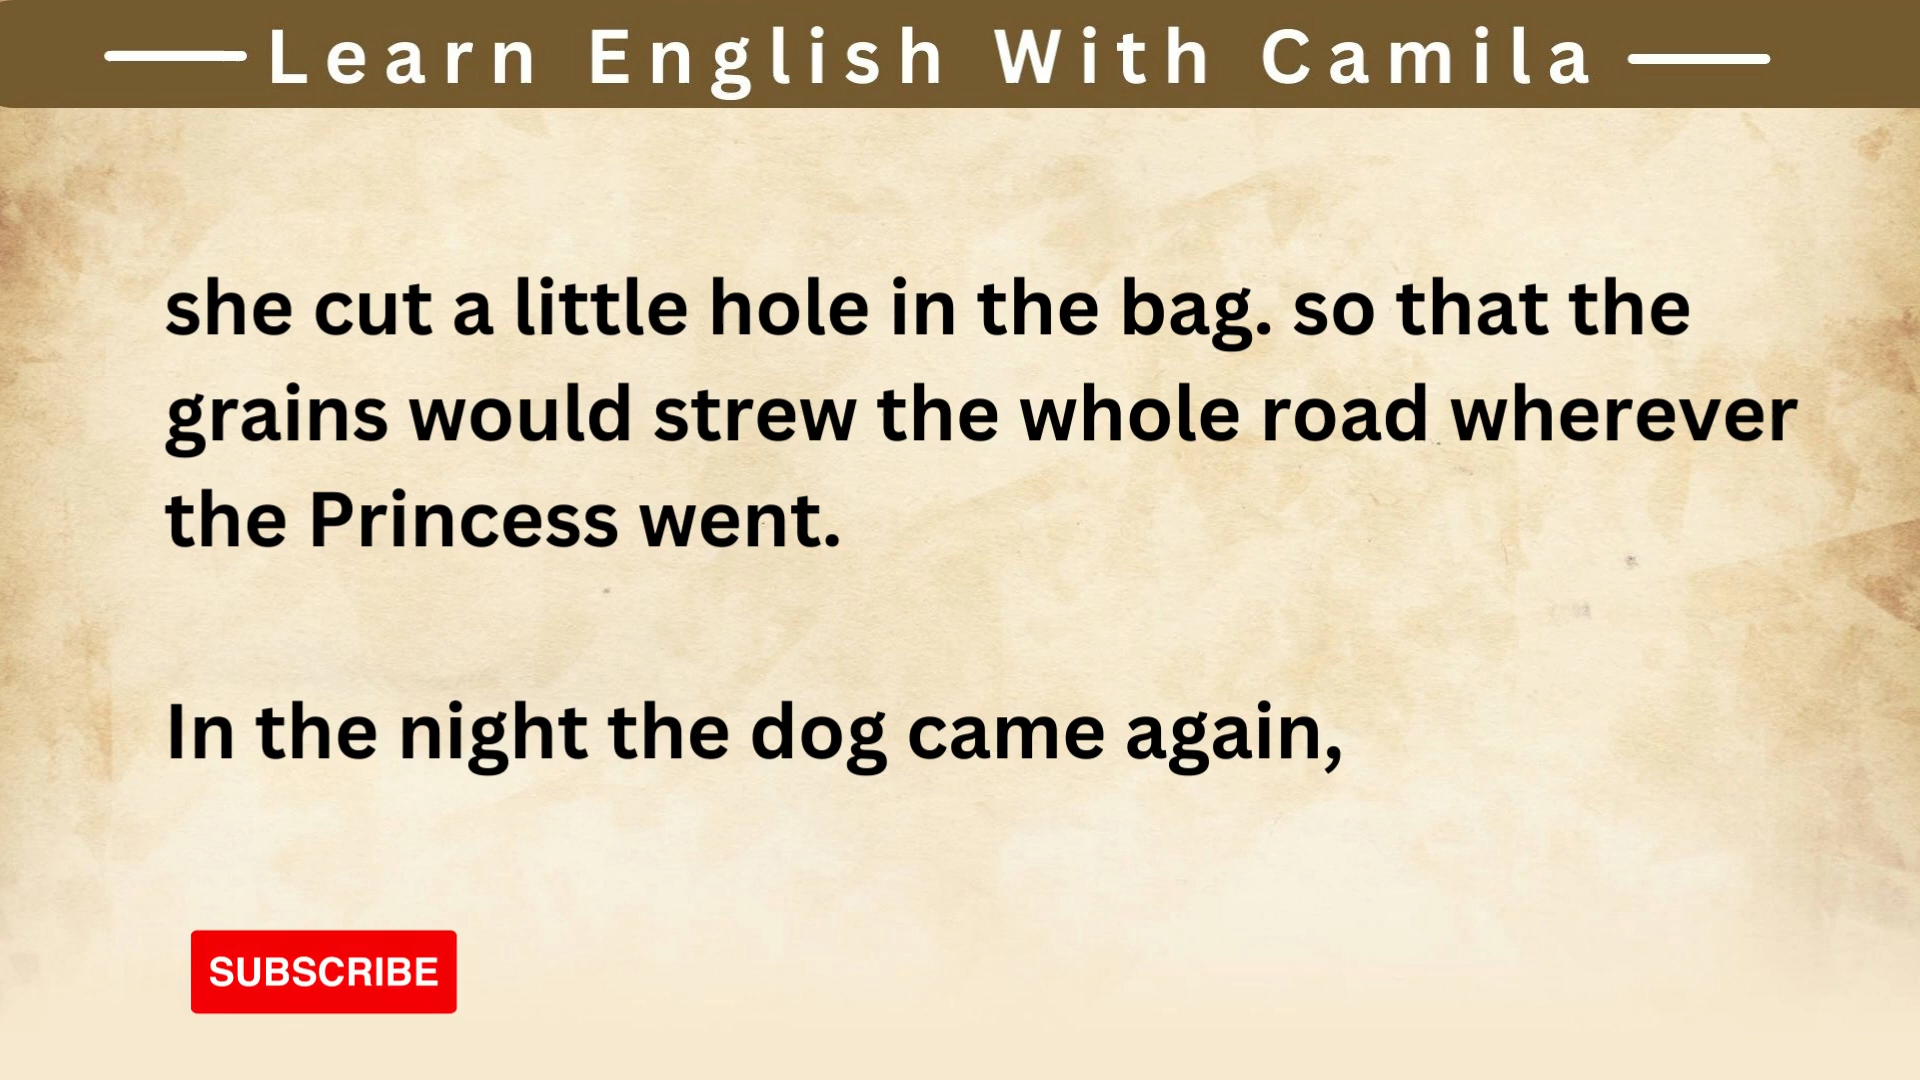 Learn English With Camila
she cut a little hole in the bag. so that the
grains would strew the whole road wherever
the Princess went.
In the night the dog came again,
SUBSCRIBE